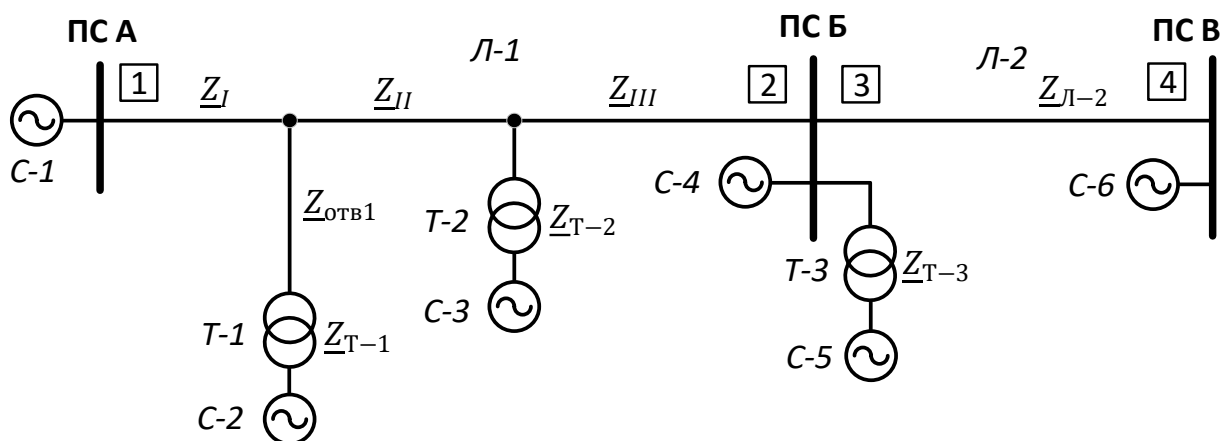 ПС А
ПС Б
ПС В
Л-1
Л-2
1
Z_I
Z_II
Z_III
2
3
Z_Л−2
4
С-1
С-4
С-6
Z_отв1
Т-2
Z_Т−2
Т-3
Z_Т−3
С-3
Т-1
Z_Т−1
С-5
С-2